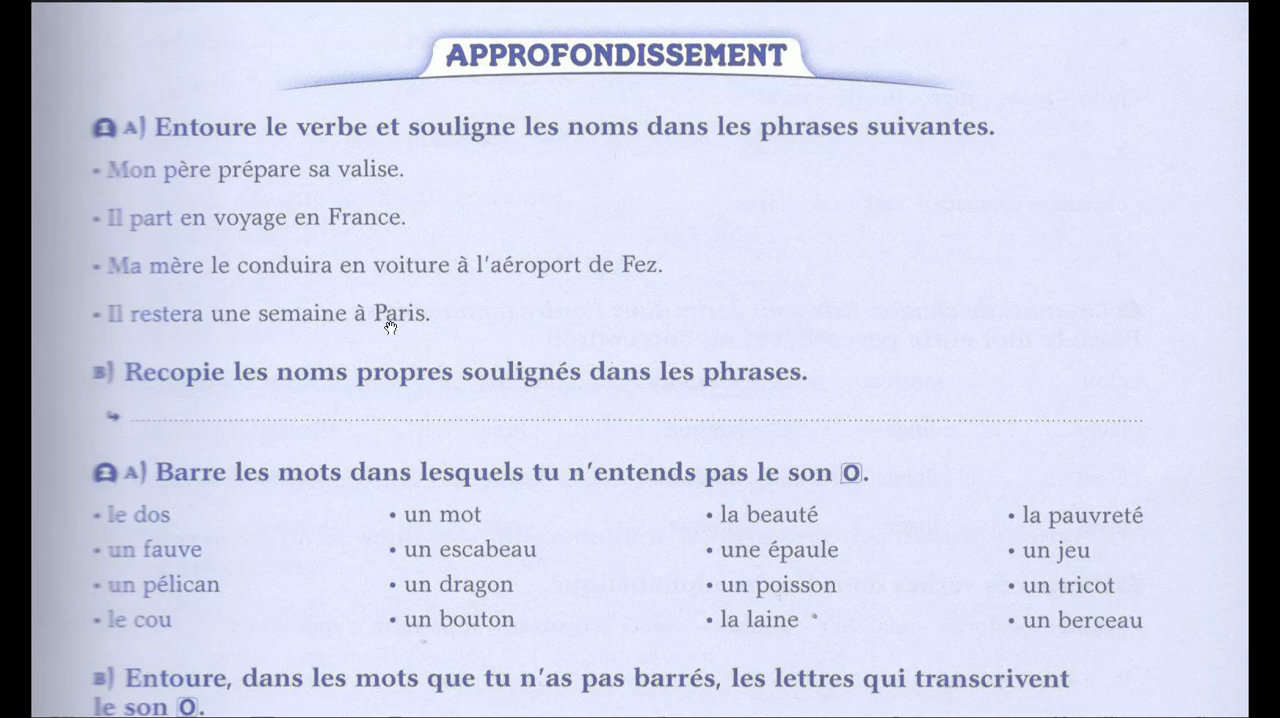 APPROFONDISSEMENT
1 A) Entoure le verbe et souligne les noms dans les phrases suivantes.
- Mon père prépare sa valise.
- Il part en voyage en France.
- Ma mère le conduira en voiture à l'aéroport de Fez.
- Il restera une semaine à Paris.
B) Recopie les noms propres soulignés dans les phrases.
2 A) Barre les mots dans lesquels tu n'entends pas le son O.
• le dos • un mot • la beauté • la pauvreté
• un fauve • un escabeau • une épaule • un jeu
• un pélican • un dragon • un poisson • un tricot
• le cou • un bouton • la laine • un berceau
B) Entoure, dans les mots que tu n'as pas barrés, les lettres qui transcrivent
le son O.